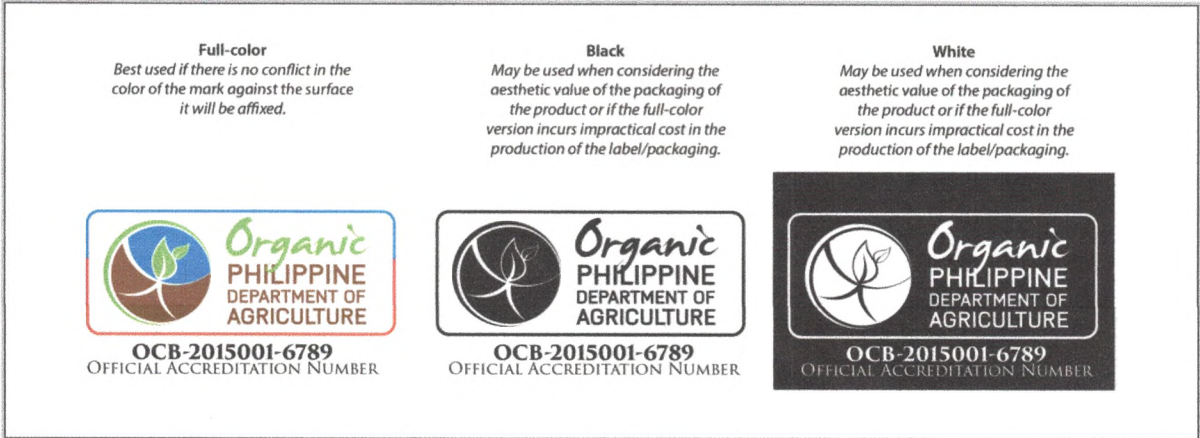 Full-color
Best used if there is no conflict in the
color of the mark against the surface
it will be affixed.
Black
May be used when considering the
aesthetic value of the packaging of
the product or if the full-color
version incurs impractical cost in the
production of the label/packaging.
White
May be used when considering the
aesthetic value of the packaging of
the product or if the full-color
version incurs impractical cost in the
production of the label/packaging.
Organic
PHILIPPINE
DEPARTMENT OF
AGRICULTURE
OCB-2015001-6789
OFFICIAL ACCREDITATION NUMBER
Organic
PHILIPPINE
DEPARTMENT OF
AGRICULTURE
OCB-2015001-6789
OFFICIAL ACCREDITATION NUMBER
Organic
PHILIPPINE
DEPARTMENT OF
AGRICULTURE
OCB-2015001-6789
OFFICIAL ACCREDITATION NUMBER